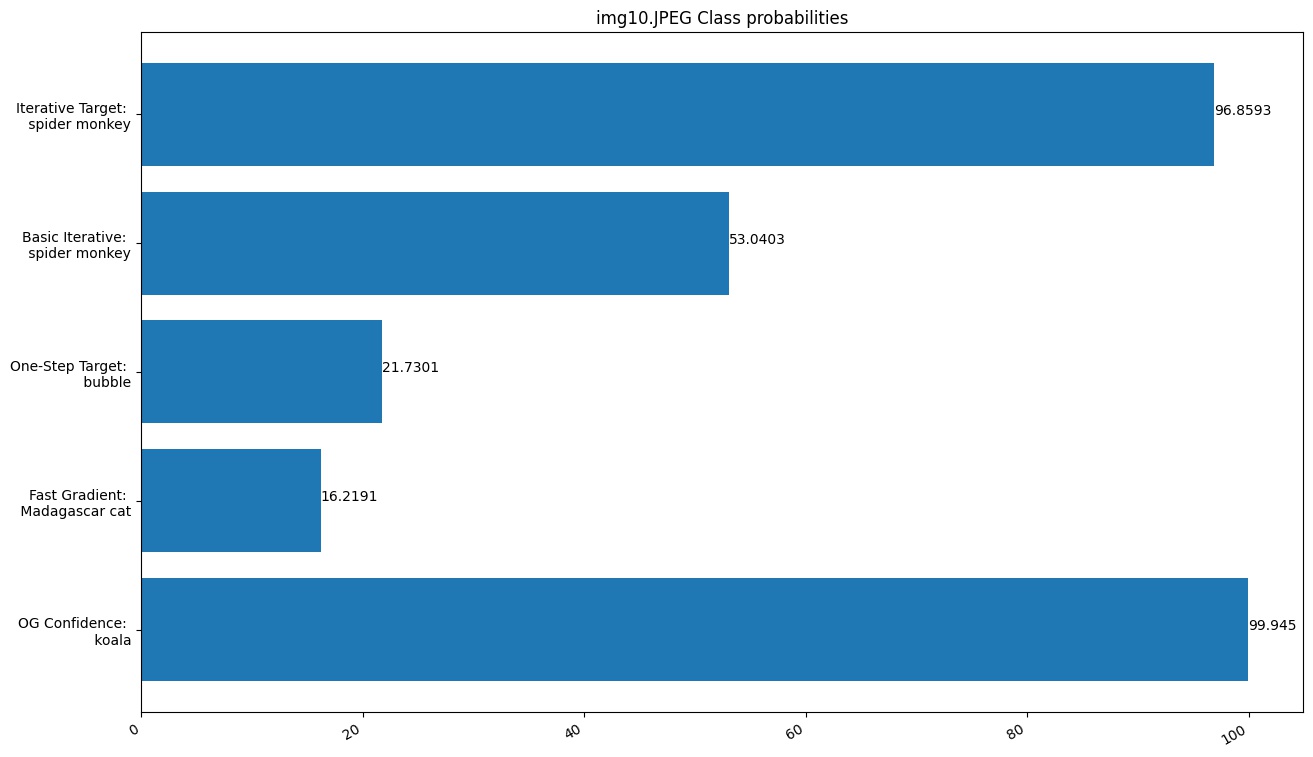 img10.JPEG Class probabilities
Iterative Target:
spider monkey
96.8593
Basic Iterative:
spider monkey
53.0403
One-Step Target:
bubble
21.7301
Fast Gradient:
Madagascar cat
16.2191
OG Confidence:
koala
99.945
0
20
40
60
80
100